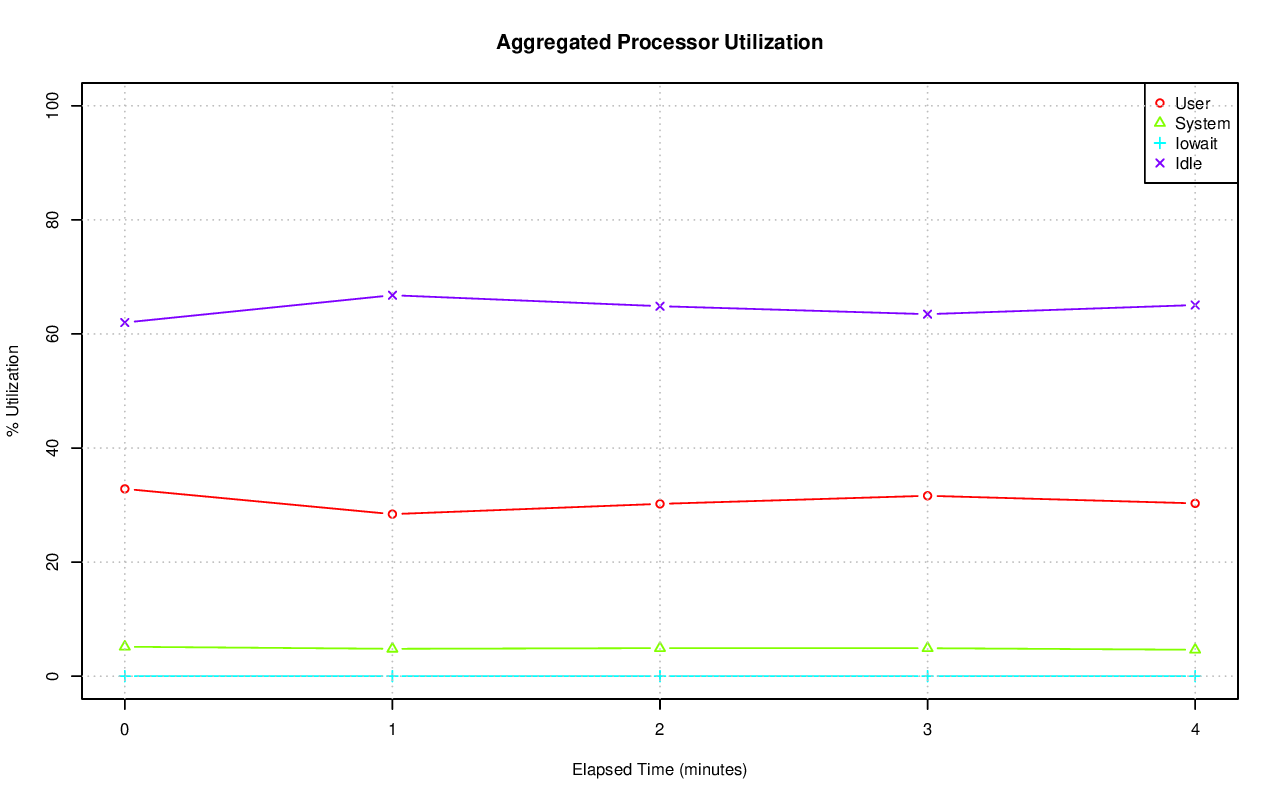 Aggregated Processor Utilization
User
System
Iowait
Idle
% Utilization
100
80
60
40
20
0
0 1 2 3 4
Elapsed Time (minutes)